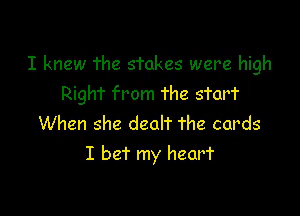 I knew the stakes were high
Right from the start
When she dealt the cards
I bet my heart